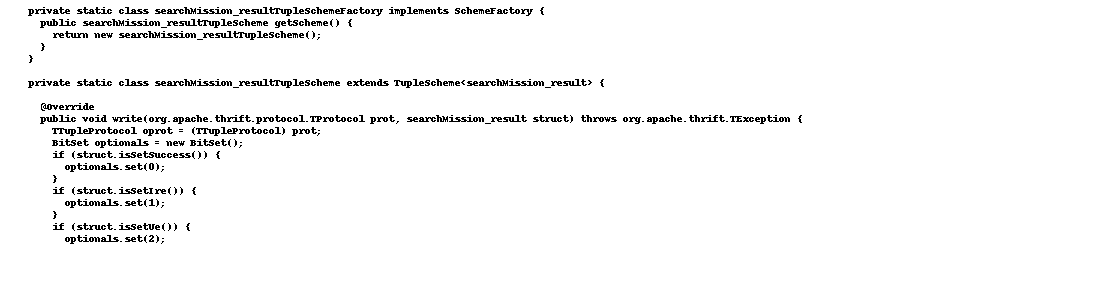 private static class searchMission_resultTupleSchemeFactory implements SchemeFactory {
public searchMission_resultTupleScheme getScheme() {
return new searchMission_resultTupleScheme();
}
}
private static class searchMission_resultTupleScheme extends TupleScheme<searchMission_result> {
@Override
public void write(org.apache.thrift.protocol.TProtocol prot, searchMission_result struct) throws org.apache.thrift.TException {
TTupleProtocol oprot = (TTupleProtocol) prot;
BitSet optionals = new BitSet();
if (struct.isSetSuccess()) {
optionals.set(0);
}
if (struct.isSetIre()) {
optionals.set(1);
}
if (struct.isSetUe()) {
optionals.set(2);